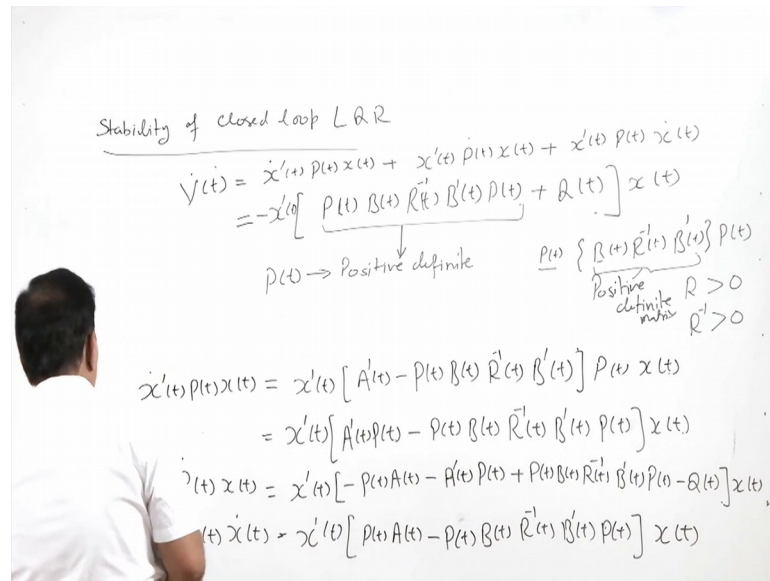 Stability of closed loop LQR
V̇(t) = ẋ'(t) P(t) x(t) + x'(t) Ṗ(t) x(t) + x'(t) P(t) ẋ(t)
= -x'(t) [ P(t) B(t) R⁻¹(t) B'(t) P(t) + Q(t) ] x(t)
P(t) → Positive definite
P(t) { B(t) R⁻¹(t) B'(t) } P(t)
Positive definite matrix
R > 0
R⁻¹ > 0
ẋ'(t) P(t) x(t) = x'(t) [ A'(t) - P(t) B(t) R⁻¹(t) B'(t) ] P(t) x(t)
= x'(t) [ A'(t) P(t) - P(t) B(t) R⁻¹(t) B'(t) P(t) ] x(t)
(t) x(t) = x'(t) [ -P(t) A(t) - A'(t) P(t) + P(t) B(t) R⁻¹(t) B'(t) P(t) - Q(t) ] x(t)
(t) ẋ(t) = x'(t) [ P(t) A(t) - P(t) B(t) R⁻¹(t) B'(t) P(t) ] x(t)